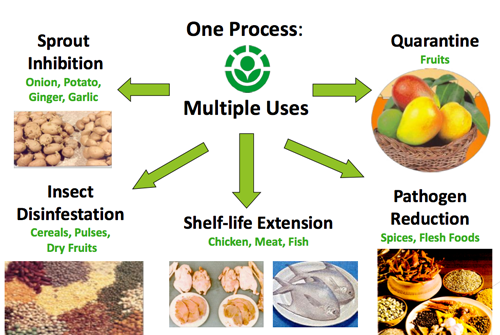 One Process:
Multiple Uses
Sprout
Inhibition
Onion, Potato,
Ginger, Garlic
Quarantine
Fruits
Insect
Disinfestation
Cereals, Pulses,
Dry Fruits
Shelf-life Extension
Chicken, Meat, Fish
Pathogen
Reduction
Spices, Flesh Foods